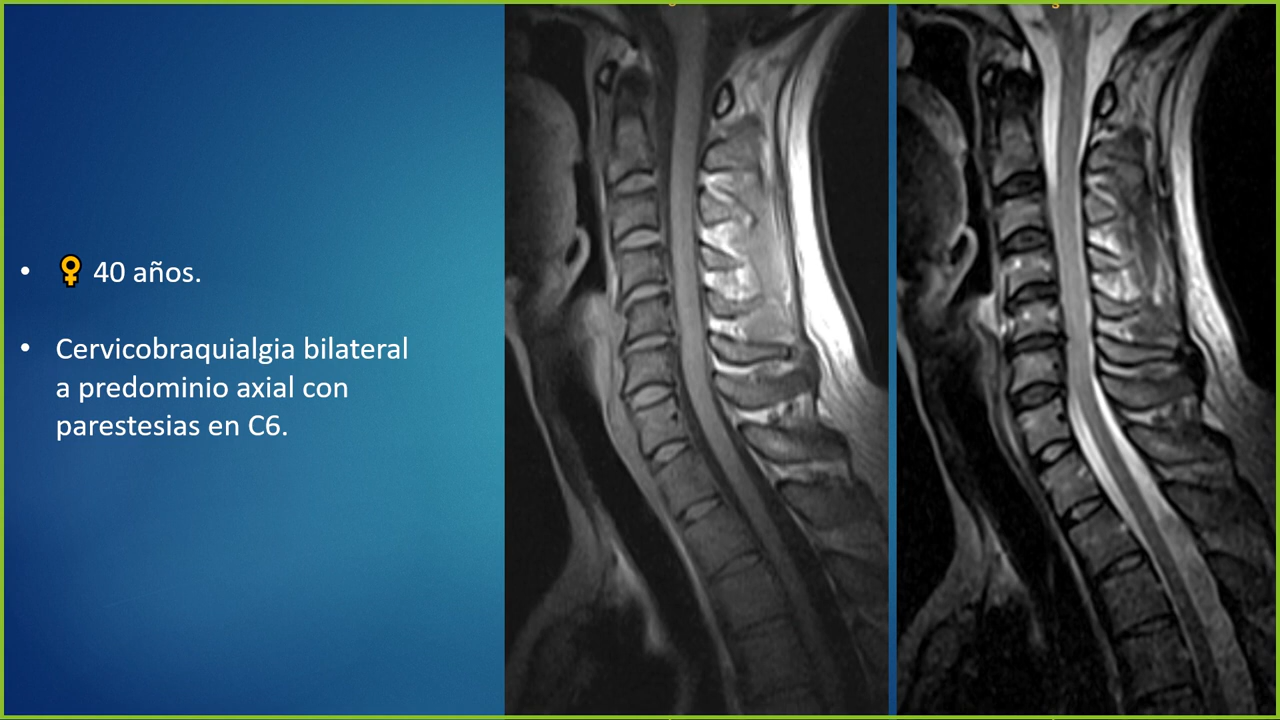 • ♀ 40 años.
• Cervicobraquialgia bilateral
a predominio axial con
parestesias en C6.